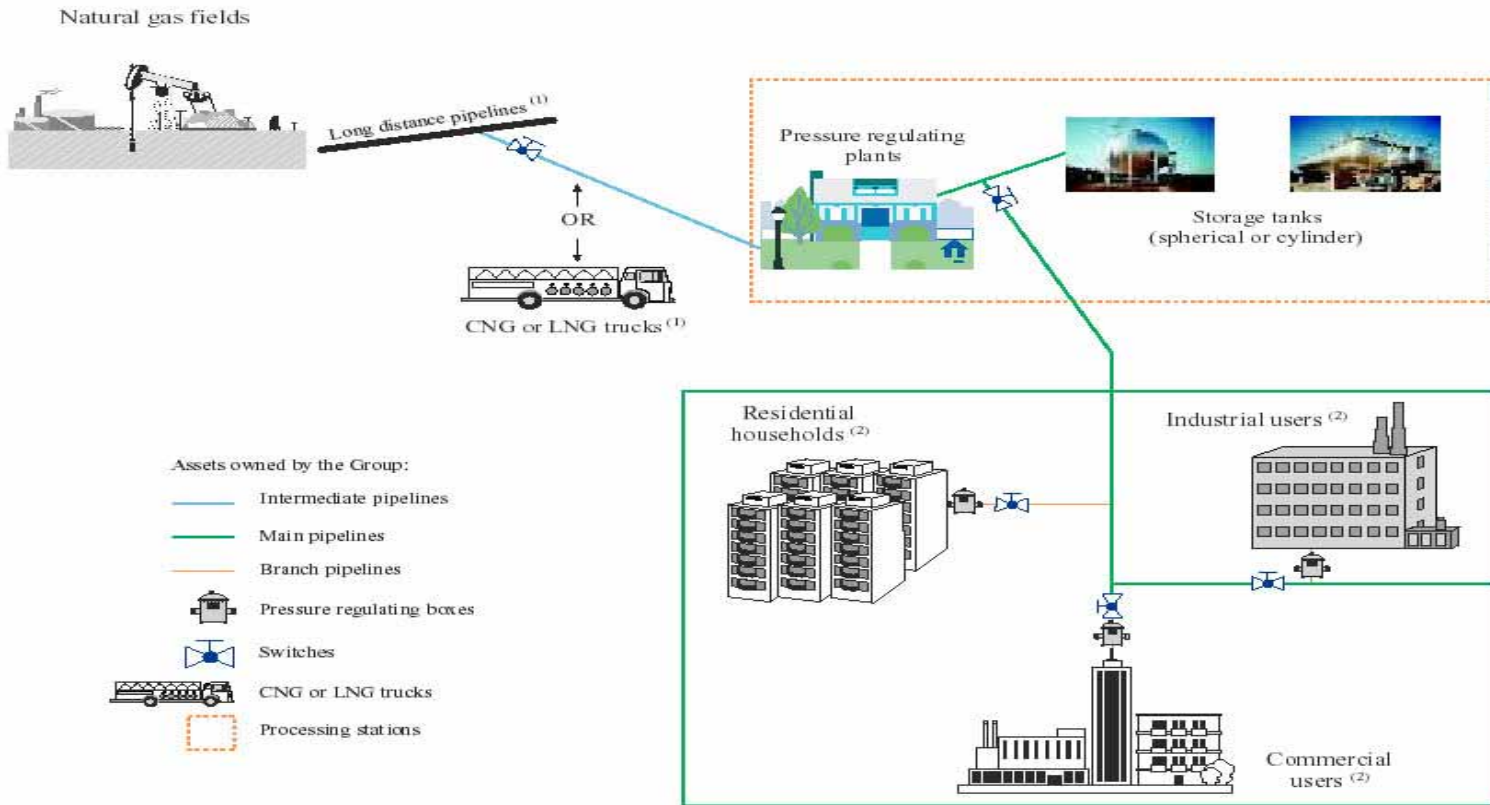 Natural gas fields
Long distance pipelines (1)
OR
CNG or LNG trucks (1)
Pressure regulating
plants
Storage tanks
(spherical or cylinder)
Residential
households (2)
Industrial users (2)
Commercial
users (2)
Assets owned by the Group:
Intermediate pipelines
Main pipelines
Branch pipelines
Pressure regulating boxes
Switches
CNG or LNG trucks
Processing stations